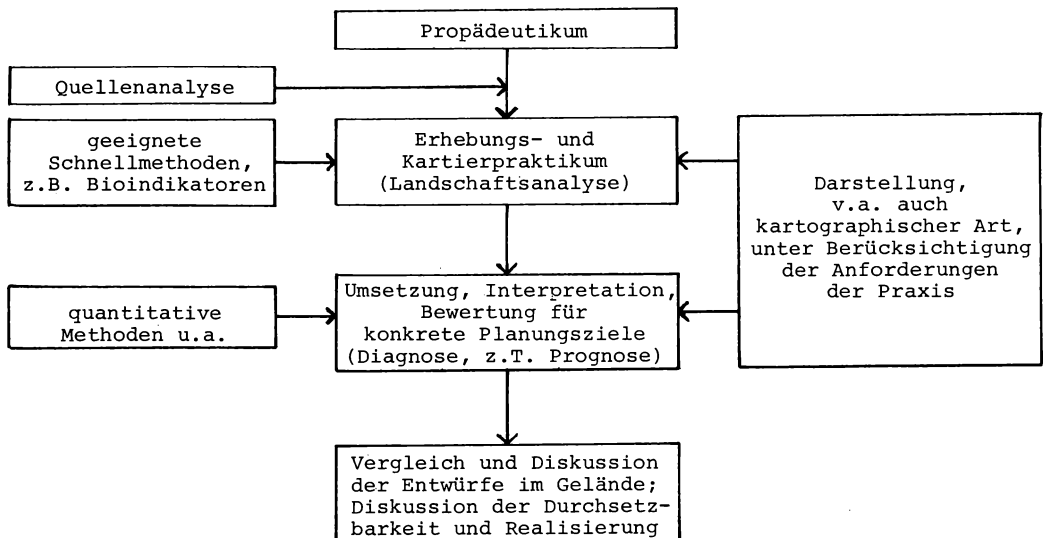 Propädeutikum
Quellenanalyse
geeignete
Schnellmethoden,
z.B. Bioindikatoren
Erhebungs- und
Kartierpraktikum
(Landschaftsanalyse)
Darstellung,
v.a. auch
kartographischer Art,
unter Berücksichtigung
der Anforderungen
der Praxis
quantitative
Methoden u.a.
Umsetzung, Interpretation,
Bewertung für
konkrete Planungsziele
(Diagnose, z.T. Prognose)
Vergleich und Diskussion
der Entwürfe im Gelände;
Diskussion der Durchsetz-
barkeit und Realisierung